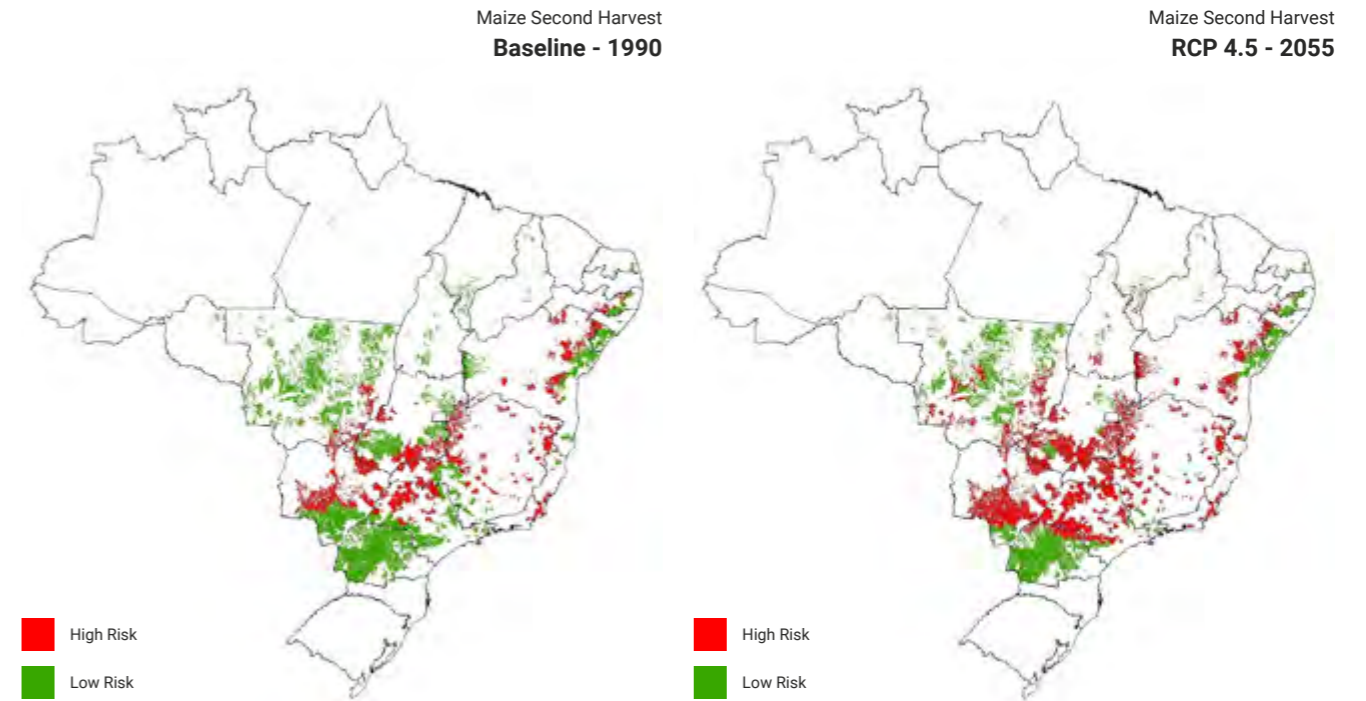 Maize Second Harvest
Baseline - 1990
High Risk
Low Risk
Maize Second Harvest
RCP 4.5 - 2055
High Risk
Low Risk